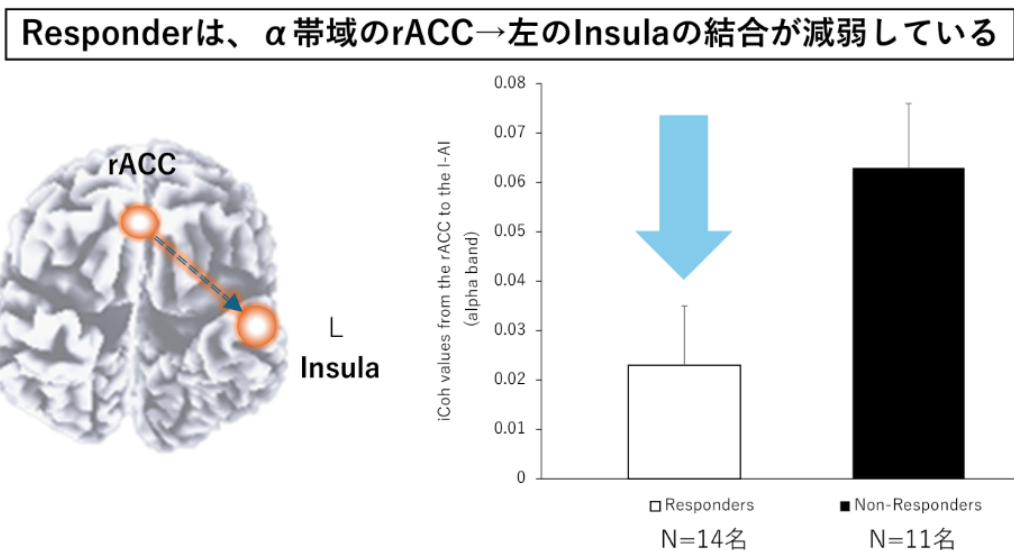 Responderは、α帯域のrACC→左のInsulaの結合が減弱している
rACC
L
Insula
iCoh values from the rACC to the l-AI
(alpha band)
0.08
0.07
0.06
0.05
0.04
0.03
0.02
0.01
0
Responders
Non-Responders
N=14名
N=11名